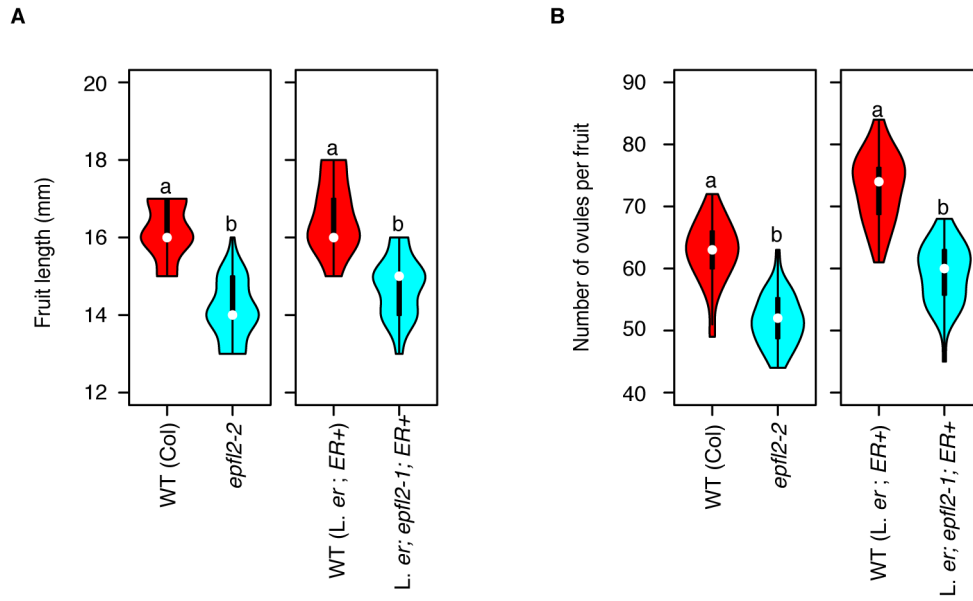 A
B
Fruit length (mm)
20
18
16
14
12
a
b
a
b
WT (Col)
epfl2-2
WT (L. er ; ER+)
L. er; epfl2-1; ER+
Number of ovules per fruit
90
80
70
60
50
40
a
b
a
b
WT (Col)
epfl2-2
WT (L. er ; ER+)
L. er; epfl2-1; ER+